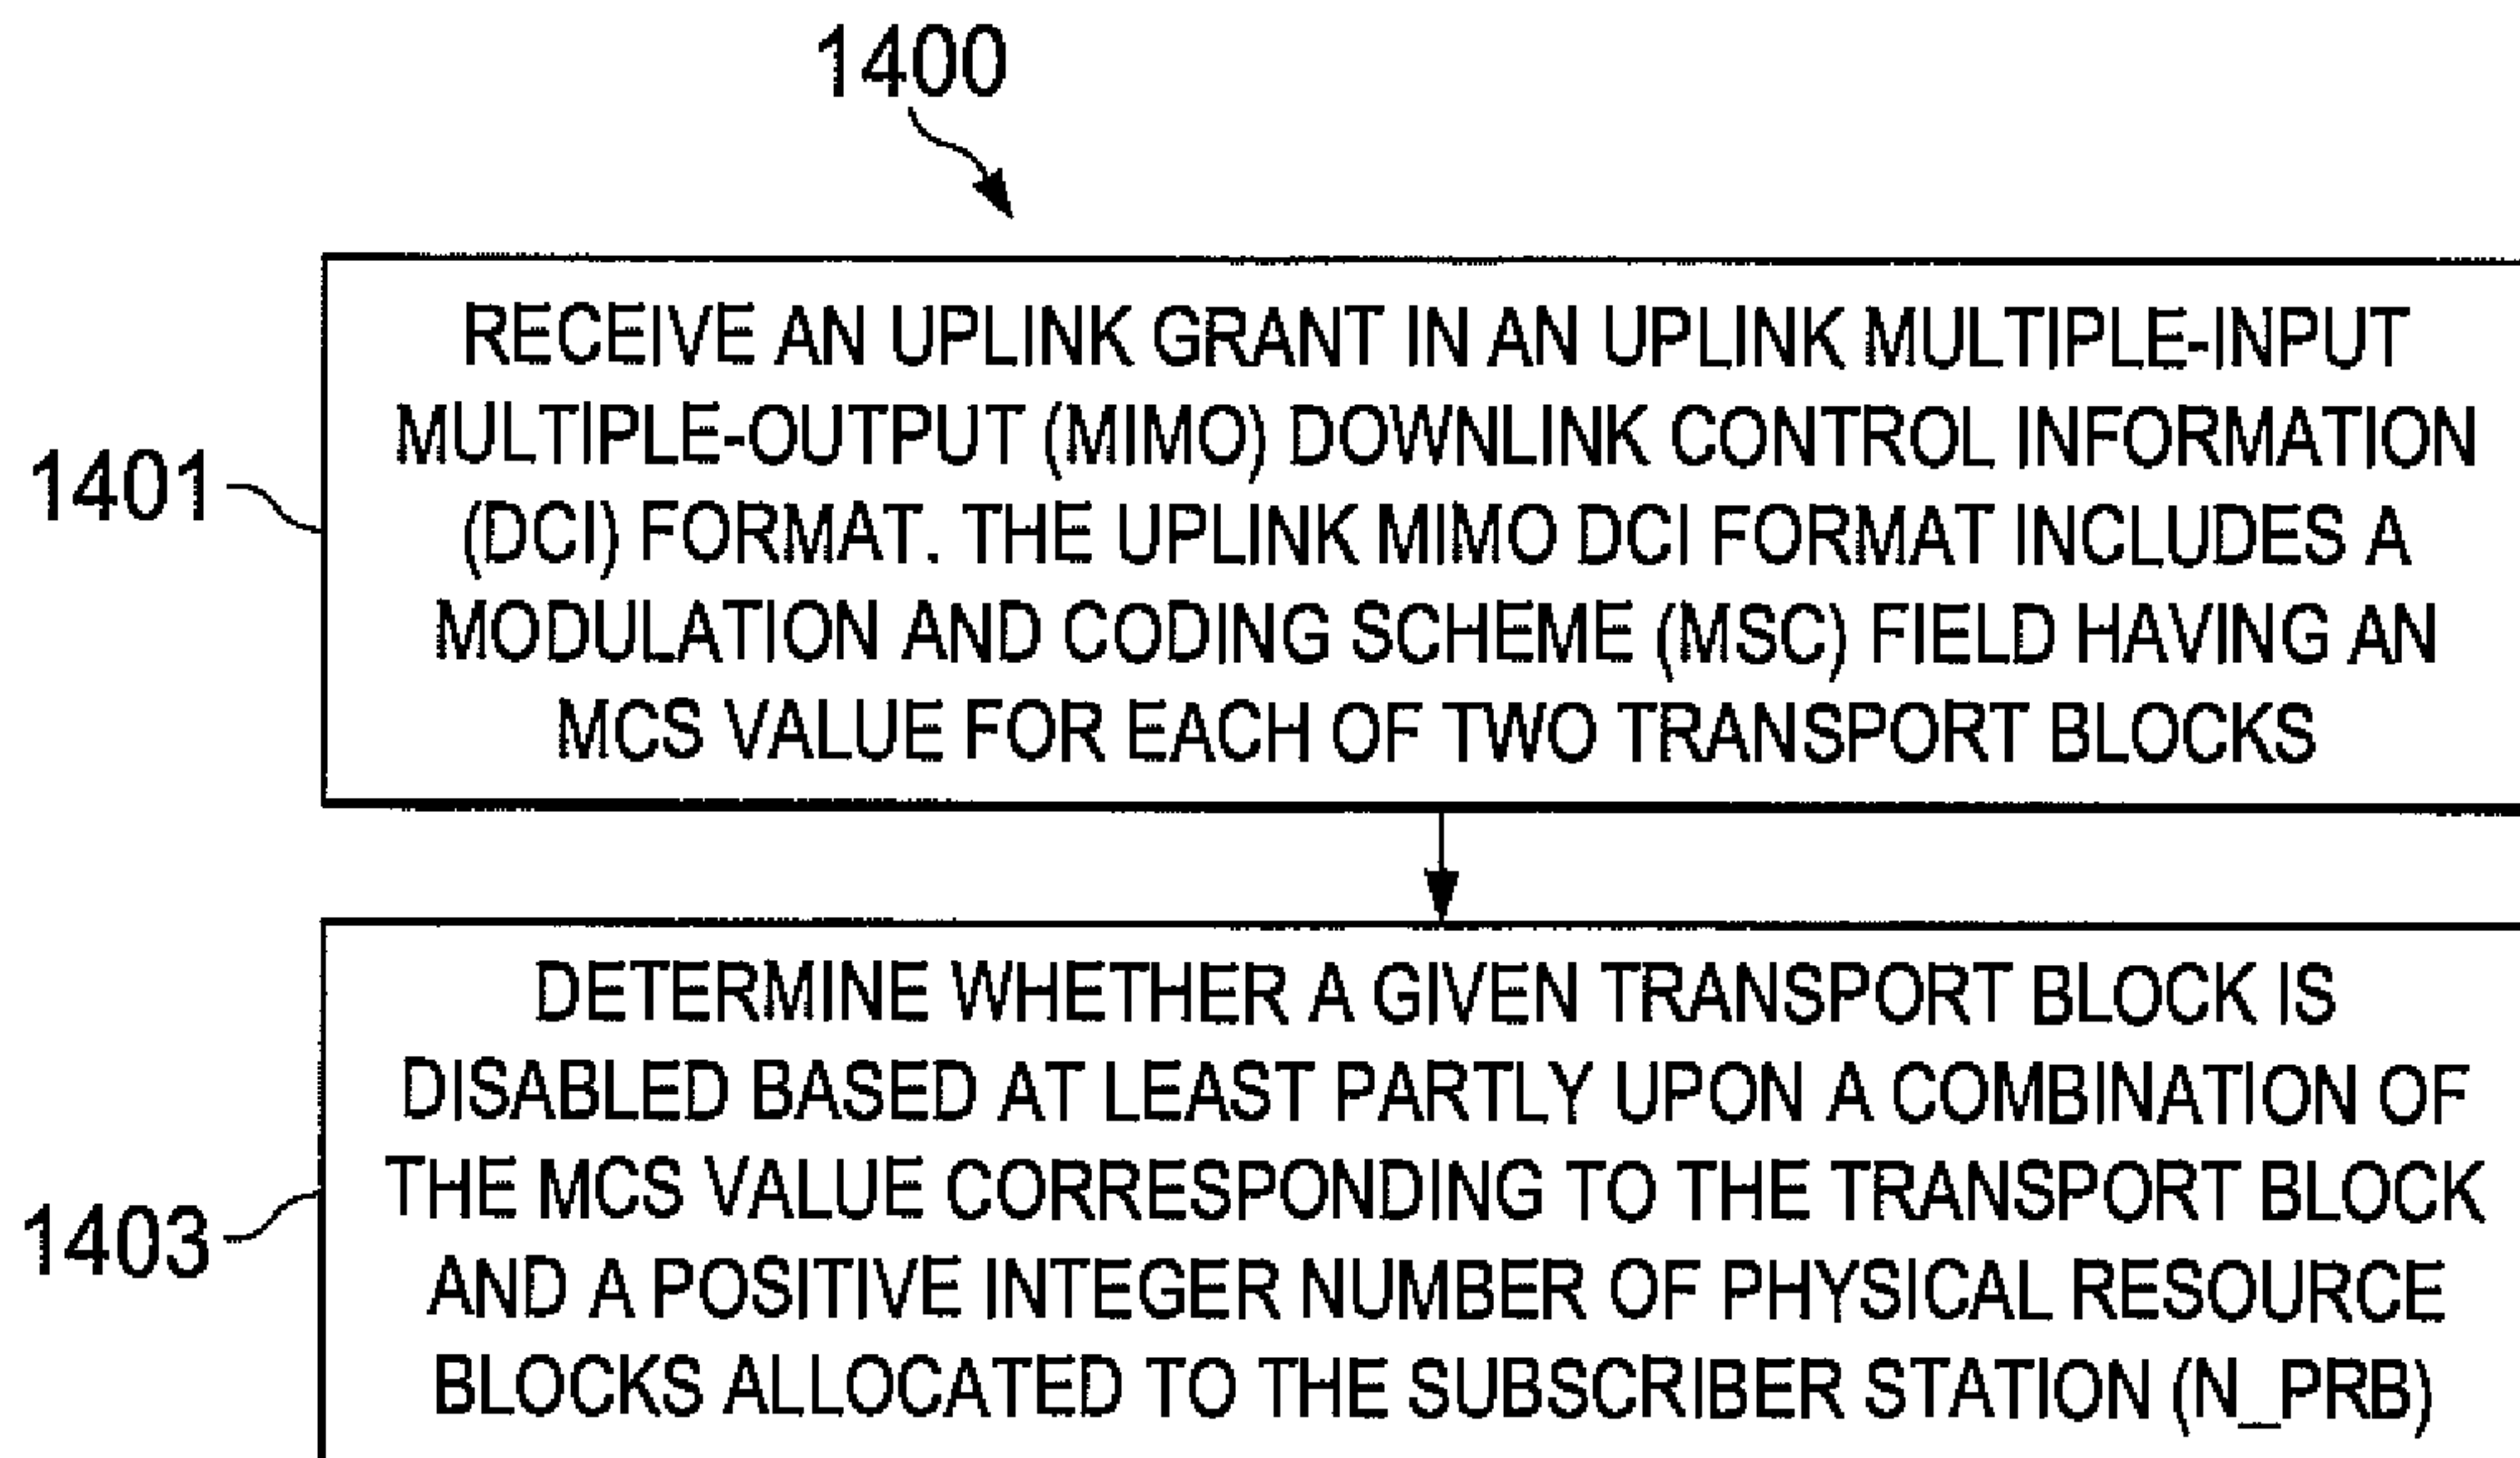 1400
1401
RECEIVE AN UPLINK GRANT IN AN UPLINK MULTIPLE-INPUT
MULTIPLE-OUTPUT (MIMO) DOWNLINK CONTROL INFORMATION
(DCI) FORMAT. THE UPLINK MIMO DCI FORMAT INCLUDES A
MODULATION AND CODING SCHEME (MSC) FIELD HAVING AN
MCS VALUE FOR EACH OF TWO TRANSPORT BLOCKS
1403
DETERMINE WHETHER A GIVEN TRANSPORT BLOCK IS
DISABLED BASED AT LEAST PARTLY UPON A COMBINATION OF
THE MCS VALUE CORRESPONDING TO THE TRANSPORT BLOCK
AND A POSITIVE INTEGER NUMBER OF PHYSICAL RESOURCE
BLOCKS ALLOCATED TO THE SUBSCRIBER STATION (N_PRB)